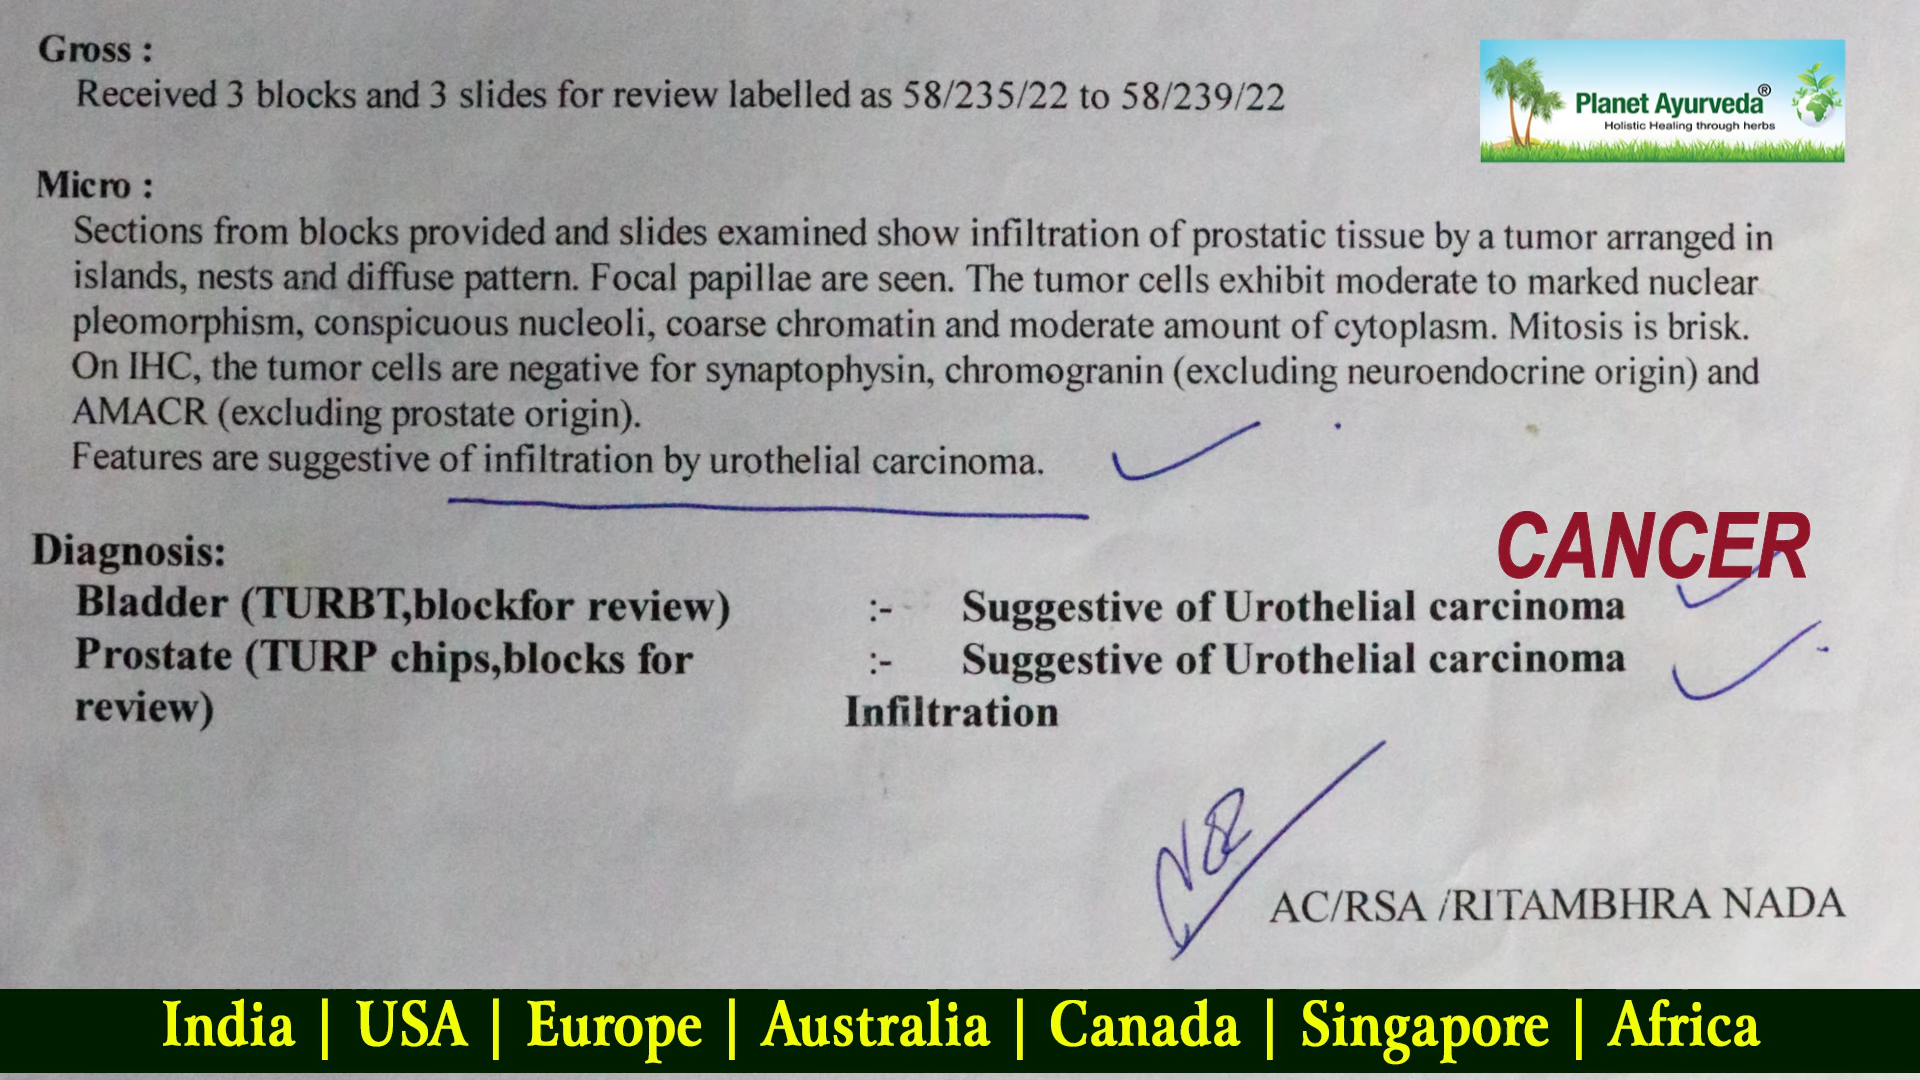 Gross :
Received 3 blocks and 3 slides for review labelled as 58/235/22 to 58/239/22
Planet Ayurveda®
Holistic Healing through herbs
Micro :
Sections from blocks provided and slides examined show infiltration of prostatic tissue by a tumor arranged in
islands, nests and diffuse pattern. Focal papillae are seen. The tumor cells exhibit moderate to marked nuclear
pleomorphism, conspicuous nucleoli, coarse chromatin and moderate amount of cytoplasm. Mitosis is brisk.
On IHC, the tumor cells are negative for synaptophysin, chromogranin (excluding neuroendocrine origin) and
AMACR (excluding prostate origin).
Features are suggestive of infiltration by urothelial carcinoma.
CANCER
Diagnosis:
Bladder (TURBT,blockfor review) :- Suggestive of Urothelial carcinoma
Prostate (TURP chips,blocks for :- Suggestive of Urothelial carcinoma
review) Infiltration
AC/RSA /RITAMBHRA NADA
India | USA | Europe | Australia | Canada | Singapore | Africa